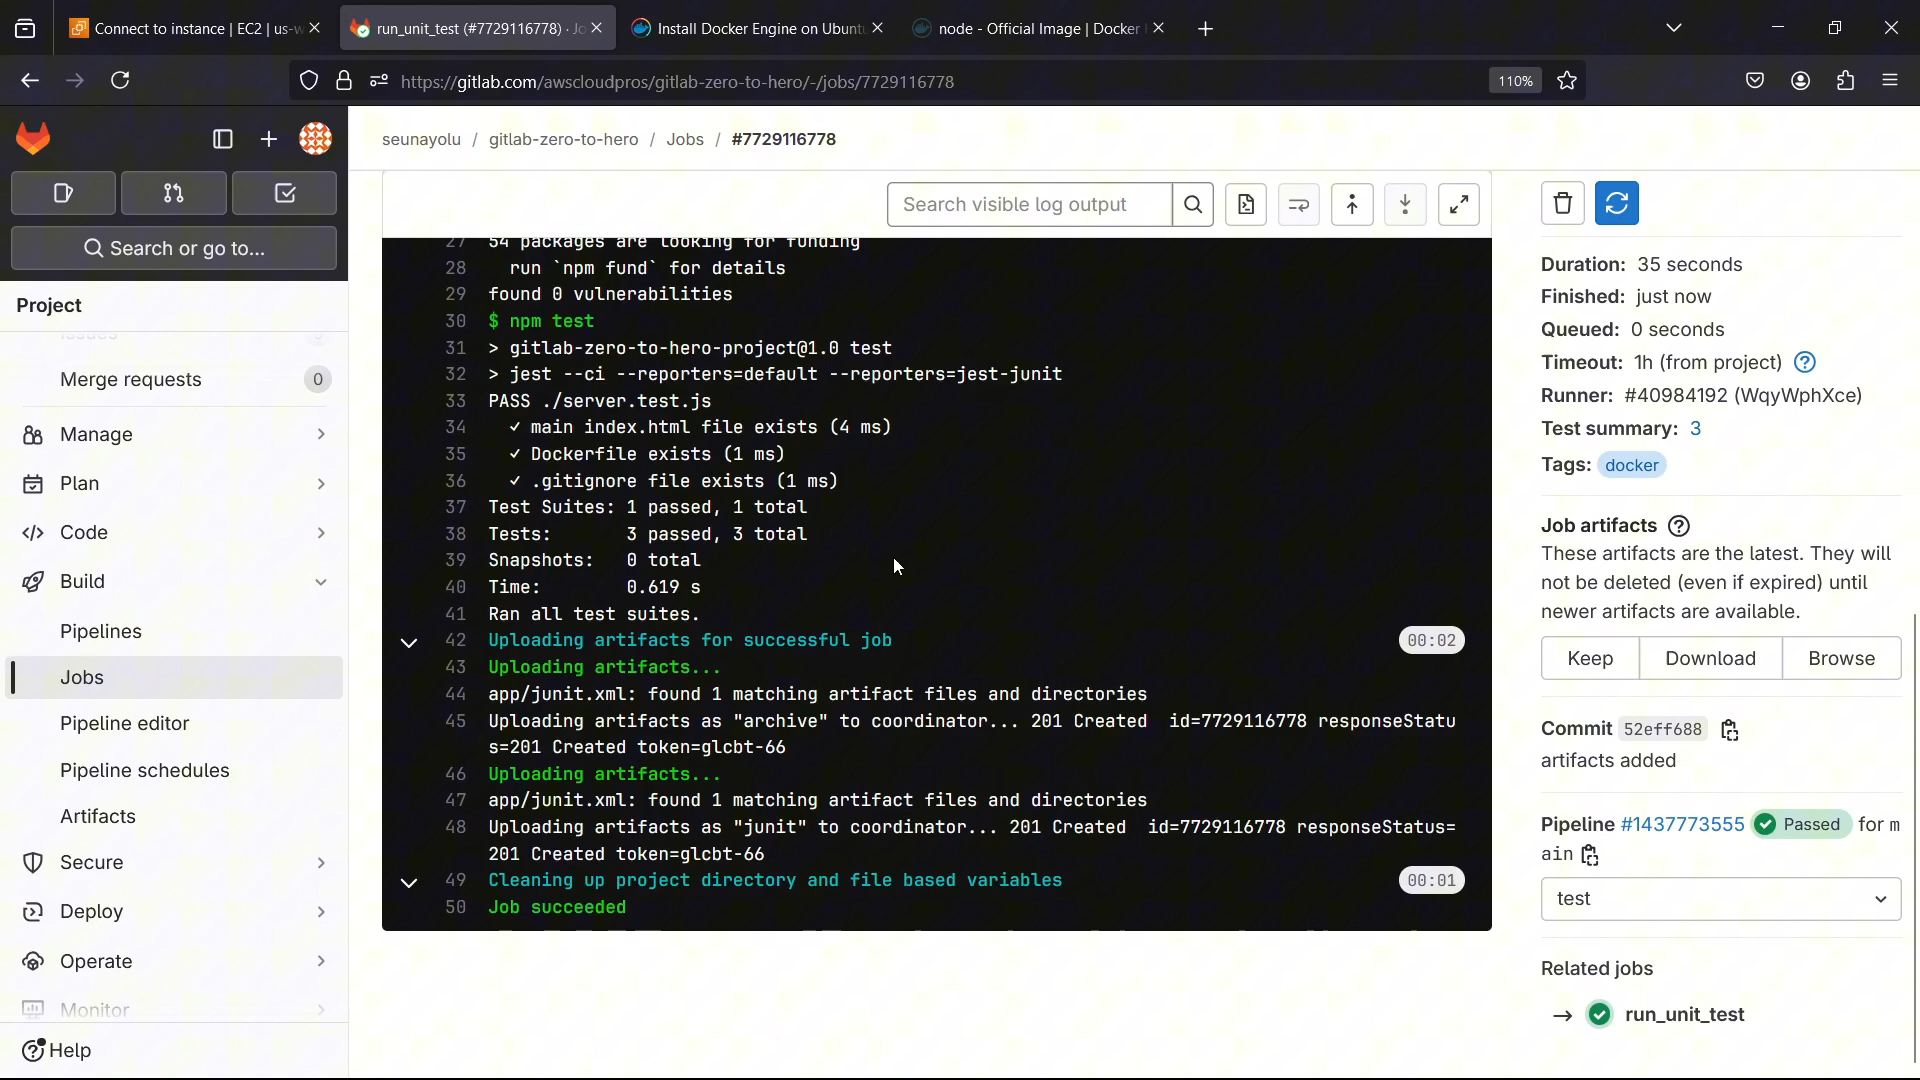 Connect to instance | EC2 | us-w
run_unit_test (#7729116778) · Jo
Install Docker Engine on Ubuntu
node - Official Image | Docker
https://gitlab.com/awscloudpros/gitlab-zero-to-hero/-/jobs/7729116778
110%
Search or go to...
Project
Issues
Merge requests 0
Manage
Plan
Code
Build
Pipelines
Jobs
Pipeline editor
Pipeline schedules
Artifacts
Secure
Deploy
Operate
Monitor
Help
seunayolu / gitlab-zero-to-hero / Jobs / #7729116778
Search visible log output
27 54 packages are looking for funding
28 run `npm fund` for details
29 found 0 vulnerabilities
30 $ npm test
31 > gitlab-zero-to-hero-project@1.0 test
32 > jest --ci --reporters=default --reporters=jest-junit
33 PASS ./server.test.js
34 ✓ main index.html file exists (4 ms)
35 ✓ Dockerfile exists (1 ms)
36 ✓ .gitignore file exists (1 ms)
37 Test Suites: 1 passed, 1 total
38 Tests: 3 passed, 3 total
39 Snapshots: 0 total
40 Time: 0.619 s
41 Ran all test suites.
42 Uploading artifacts for successful job 00:02
43 Uploading artifacts...
44 app/junit.xml: found 1 matching artifact files and directories
45 Uploading artifacts as "archive" to coordinator... 201 Created id=7729116778 responseStatu
s=201 Created token=glcbt-66
46 Uploading artifacts...
47 app/junit.xml: found 1 matching artifact files and directories
48 Uploading artifacts as "junit" to coordinator... 201 Created id=7729116778 responseStatus=
201 Created token=glcbt-66
49 Cleaning up project directory and file based variables 00:01
50 Job succeeded
Duration: 35 seconds
Finished: just now
Queued: 0 seconds
Timeout: 1h (from project)
Runner: #40984192 (WqyWphXce)
Test summary: 3
Tags: docker
Job artifacts
These artifacts are the latest. They will
not be deleted (even if expired) until
newer artifacts are available.
Keep Download Browse
Commit 52eff688
artifacts added
Pipeline #1437773555 Passed for m
ain
test
Related jobs
→ run_unit_test